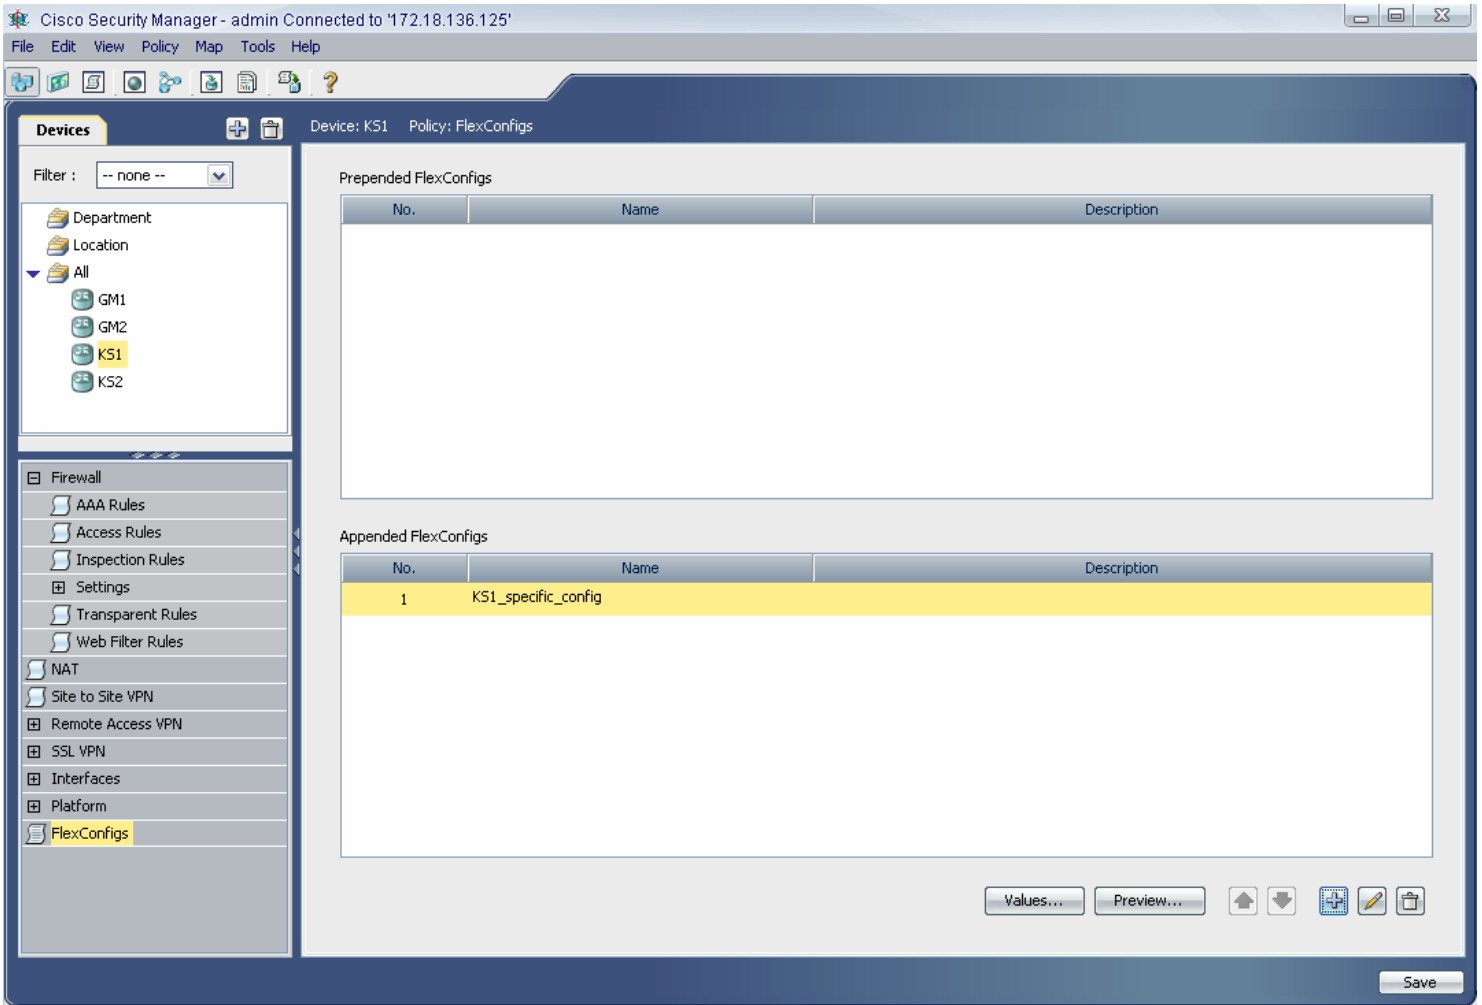 Cisco Security Manager - admin Connected to '172.18.136.125'
File Edit View Policy Map Tools Help
Devices
Device: KS1 Policy: FlexConfigs
Filter : -- none --
Department
Location
All
GM1
GM2
KS1
KS2
Firewall
AAA Rules
Access Rules
Inspection Rules
Settings
Transparent Rules
Web Filter Rules
NAT
Site to Site VPN
Remote Access VPN
SSL VPN
Interfaces
Platform
FlexConfigs
Prepended FlexConfigs
No. Name Description
Appended FlexConfigs
No. Name Description
1 KS1_specific_config
Values... Preview...
Save